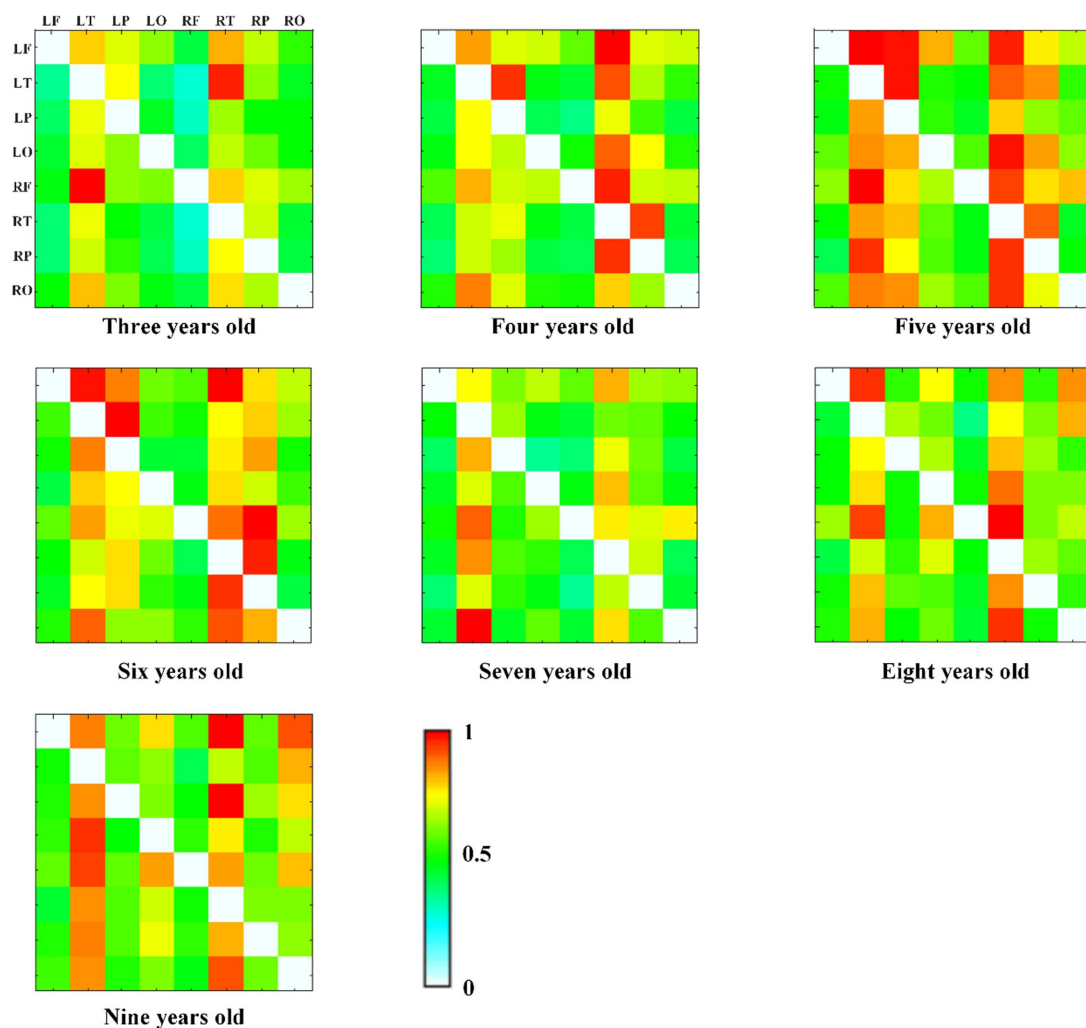 LF LT LP LO RF RT RP RO
LF
LT
LP
LO
RF
RT
RP
RO
Three years old
Four years old
Five years old
Six years old
Seven years old
Eight years old
1
0.5
0
Nine years old